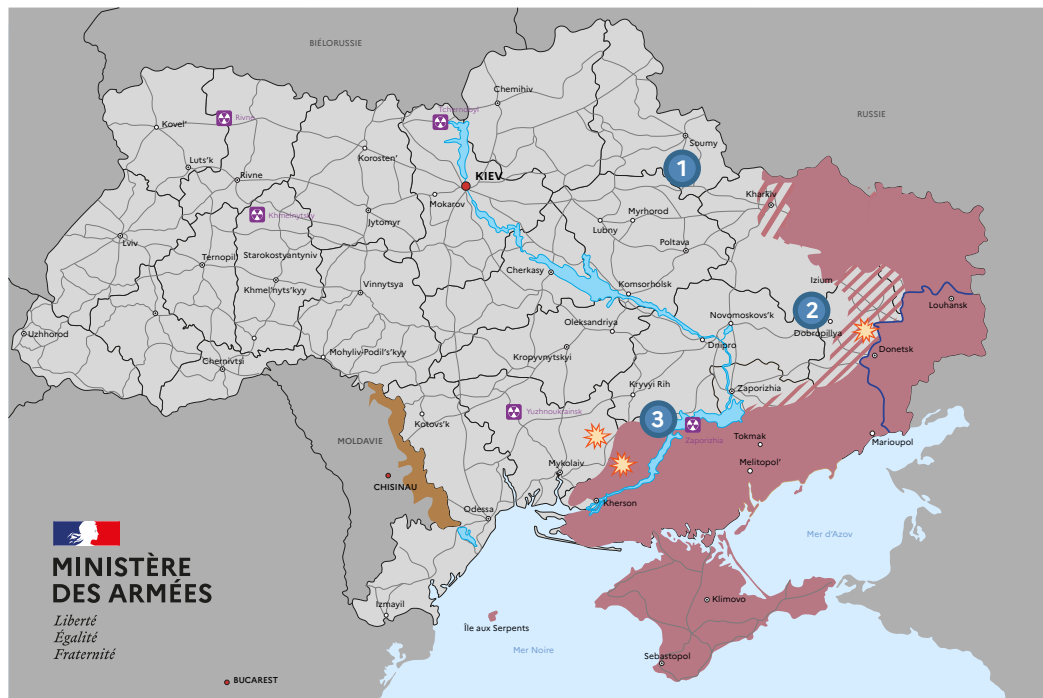 BIÉLORUSSIE
RUSSIE
Chemihiv
Tchernobyl
Rivne
Kovel'
Soumy
1
Korosten'
Luts'k
Rivne
KIEV
Mokarov
Kharkiv
Khmelnytsky
Jytomyr
Myrhorod
Lubny
Poltava
Lviv
Ternopil
Starokostyantyniv
Cherkasy
Izium
Khmel'nyts'kyy
Vinnytsya
Komsorholsk
Louhansk
2
Novomoskovs'k
Oleksandriya
Dobropillya
Uzhhorod
Dnipro
Mohyliv-Podil's'kyy
Kropyvnytskyi
Donetsk
Chernivtsi
Kryvyi Rih
Zaporizhia
Yuzhnoukrainsk
3
Kotovs'k
MOLDAVIE
Zaporizhia
Tokmak
Marioupol
Mykolaiv
Melitopol'
CHISINAU
Kherson
Odessa
Mer d'Azov
MINISTÈRE
DES ARMÉES
Liberté
Égalité
Fraternité
Izmayil
Klimovo
Île aux Serpents
Mer Noire
Sebastopol
BUCAREST